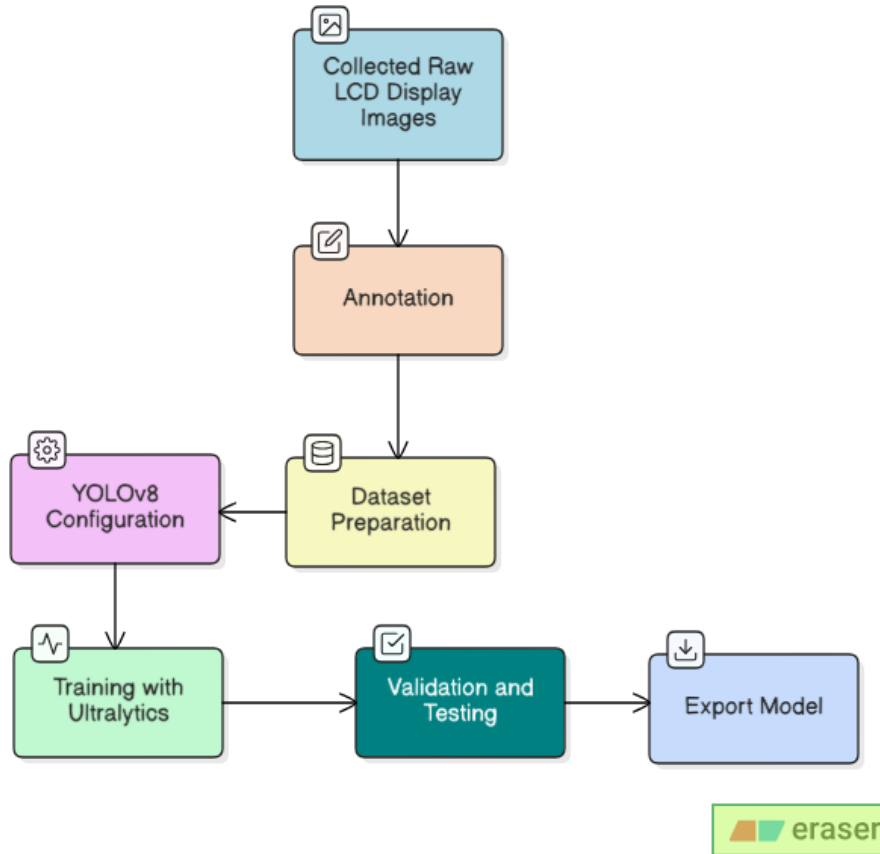 Collected Raw
LCD Display
Images
Annotation
Dataset
Preparation
YOLOv8
Configuration
Training with
Ultralytics
Validation and
Testing
Export Model
eraser